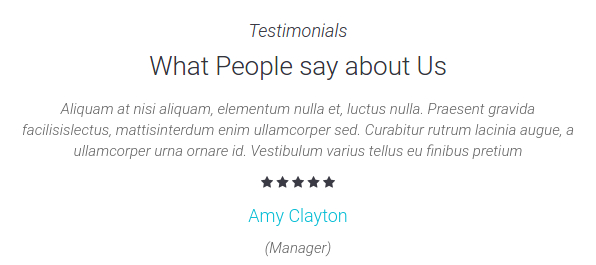 Testimonials
What People say about Us
Aliquam at nisi aliquam, elementum nulla et, luctus nulla. Praesent gravida
facilisislectus, mattisinterdum enim ullamcorper sed. Curabitur rutrum lacinia augue, a
ullamcorper urna ornare id. Vestibulum varius tellus eu finibus pretium
Amy Clayton
(Manager)